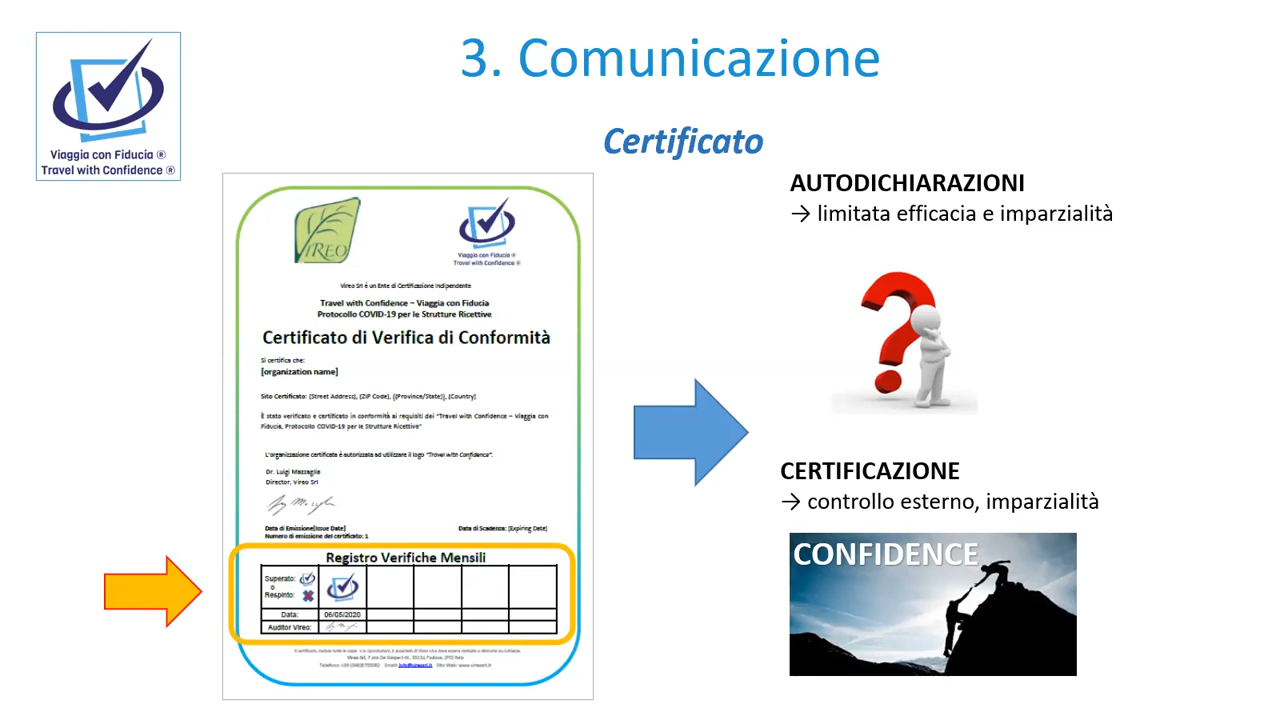 3. Comunicazione
Viaggia con Fiducia ®
Travel with Confidence ®
Certificato
VIREO
Viaggia con Fiducia ®
Travel with Confidence ®
Vireo Srl è un Ente di Certificazione Indipendente
Travel with Confidence – Viaggia con Fiducia
Protocollo COVID-19 per le Strutture Ricettive
Certificato di Verifica di Conformità
Si certifica che:
[organization name]
Sito Certificato: [Street Address], [ZIP Code], [(Province/State)], [Country]
È stato verificato e certificato in conformità ai requisiti dei "Travel with Confidence – Viaggia con
Fiducia, Protocollo COVID-19 per le Strutture Ricettive"
L'organizzazione certificata è autorizzata ad utilizzare il logo "Travel with Confidence".
Dr. Luigi Mazzaglia
Director, Vireo Srl
Data di Emissione[Issue Date]
Data di Scadenza: [Expiring Date]
Numero di emissione del certificato: 1
Registro Verifiche Mensili
Superato:
o
Respinto:
Data: 06/05/2020
Auditor Vireo:
AUTODICHIARAZIONI
→ limitata efficacia e imparzialità
CERTIFICAZIONE
→ controllo esterno, imparzialità
CONFIDENCE